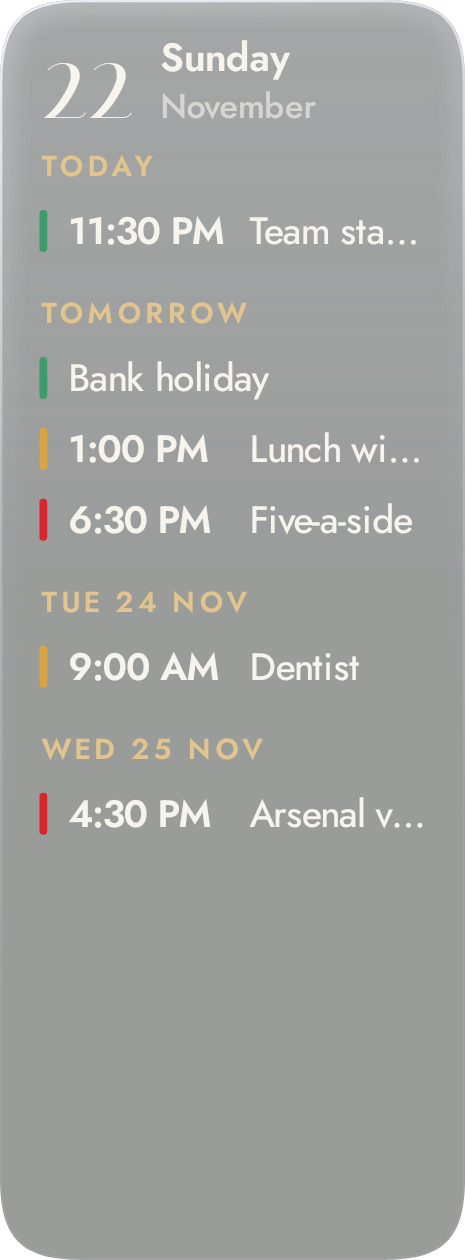 22 Sunday
November
TODAY
11:30 PM Team sta...
TOMORROW
Bank holiday
1:00 PM Lunch wi...
6:30 PM Five-a-side
TUE 24 NOV
9:00 AM Dentist
WED 25 NOV
4:30 PM Arsenal v...